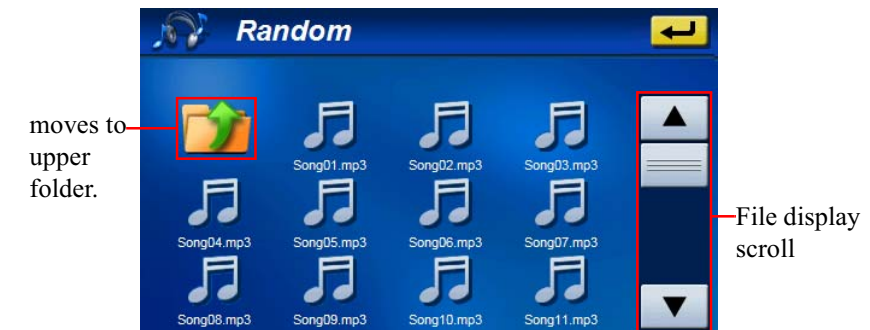 Random
moves to
upper
folder.
Song01.mp3 Song02.mp3 Song03.mp3
Song04.mp3 Song05.mp3 Song06.mp3 Song07.mp3
File display
scroll
Song08.mp3 Song09.mp3 Song10.mp3 Song11.mp3